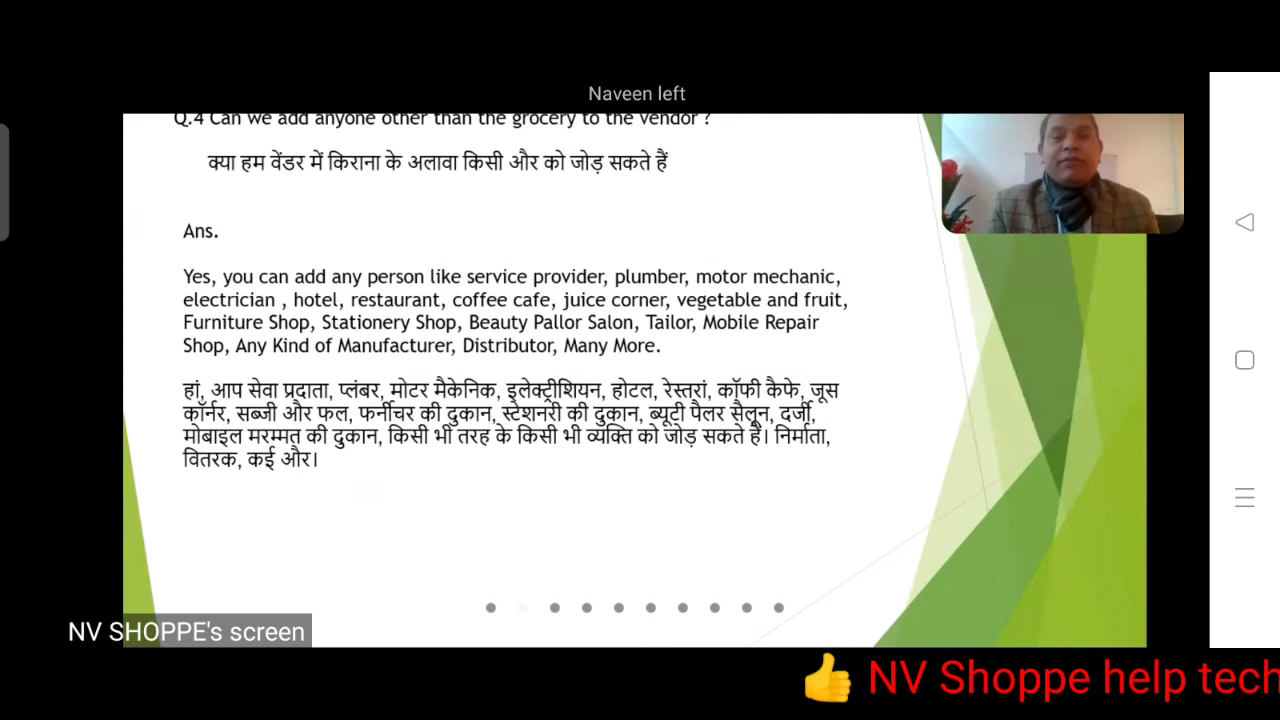 Naveen left
Q.4 Can we add anyone other than the grocery to the vendor ?
क्या हम वेंडर में किराना के अलावा किसी और को जोड़ सकते हैं
Ans.
Yes, you can add any person like service provider, plumber, motor mechanic,
electrician , hotel, restaurant, coffee cafe, juice corner, vegetable and fruit,
Furniture Shop, Stationery Shop, Beauty Pallor Salon, Tailor, Mobile Repair
Shop, Any Kind of Manufacturer, Distributor, Many More.
हां, आप सेवा प्रदाता, प्लंबर, मोटर मैकेनिक, इलेक्ट्रीशियन, होटल, रेस्तरां, कॉफी कैफे, जूस
कॉर्नर, सब्जी और फल, फर्नीचर की दुकान, स्टेशनरी की दुकान, ब्यूटी पैलर सैलून, दर्जी,
मोबाइल मरम्मत की दुकान, किसी भी तरह के किसी भी व्यक्ति को जोड़ सकते हैं। निर्माता,
वितरक, कई और।
NV SHOPPE's screen
👍 NV Shoppe help tech